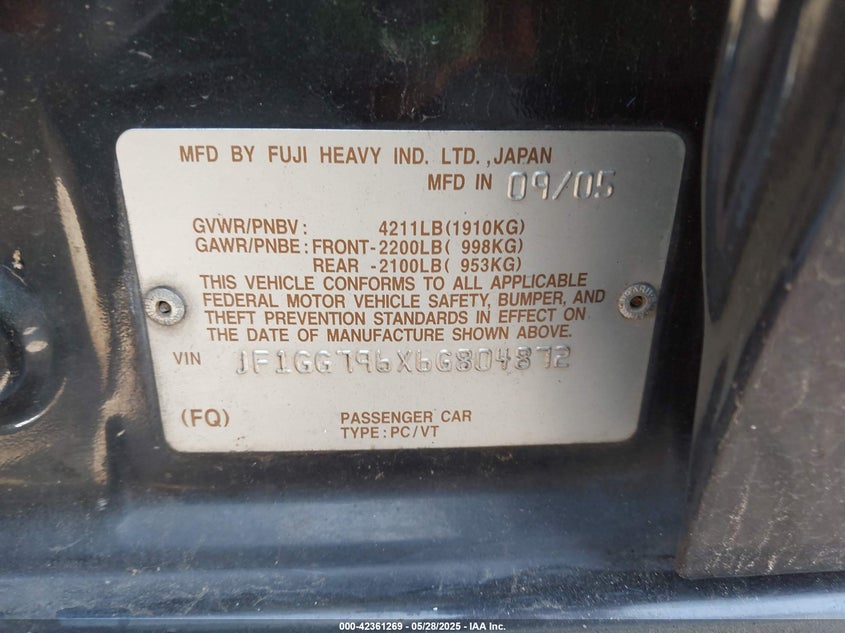 MFD BY FUJI HEAVY IND. LTD.,JAPAN
MFD IN 09/05
GVWR/PNBV: 4211LB(1910KG)
GAWR/PNBE:FRONT-2200LB( 998KG)
REAR -2100LB( 953KG)
THIS VEHICLE CONFORMS TO ALL APPLICABLE
FEDERAL MOTOR VEHICLE SAFETY, BUMPER, AND
THEFT PREVENTION STANDARDS IN EFFECT ON
THE DATE OF MANUFACTURE SHOWN ABOVE.
VIN JF1GG796X6G804872
(FQ) PASSENGER CAR
TYPE:PC/VT
000-42361269 - 05/28/2025 - IAA Inc.